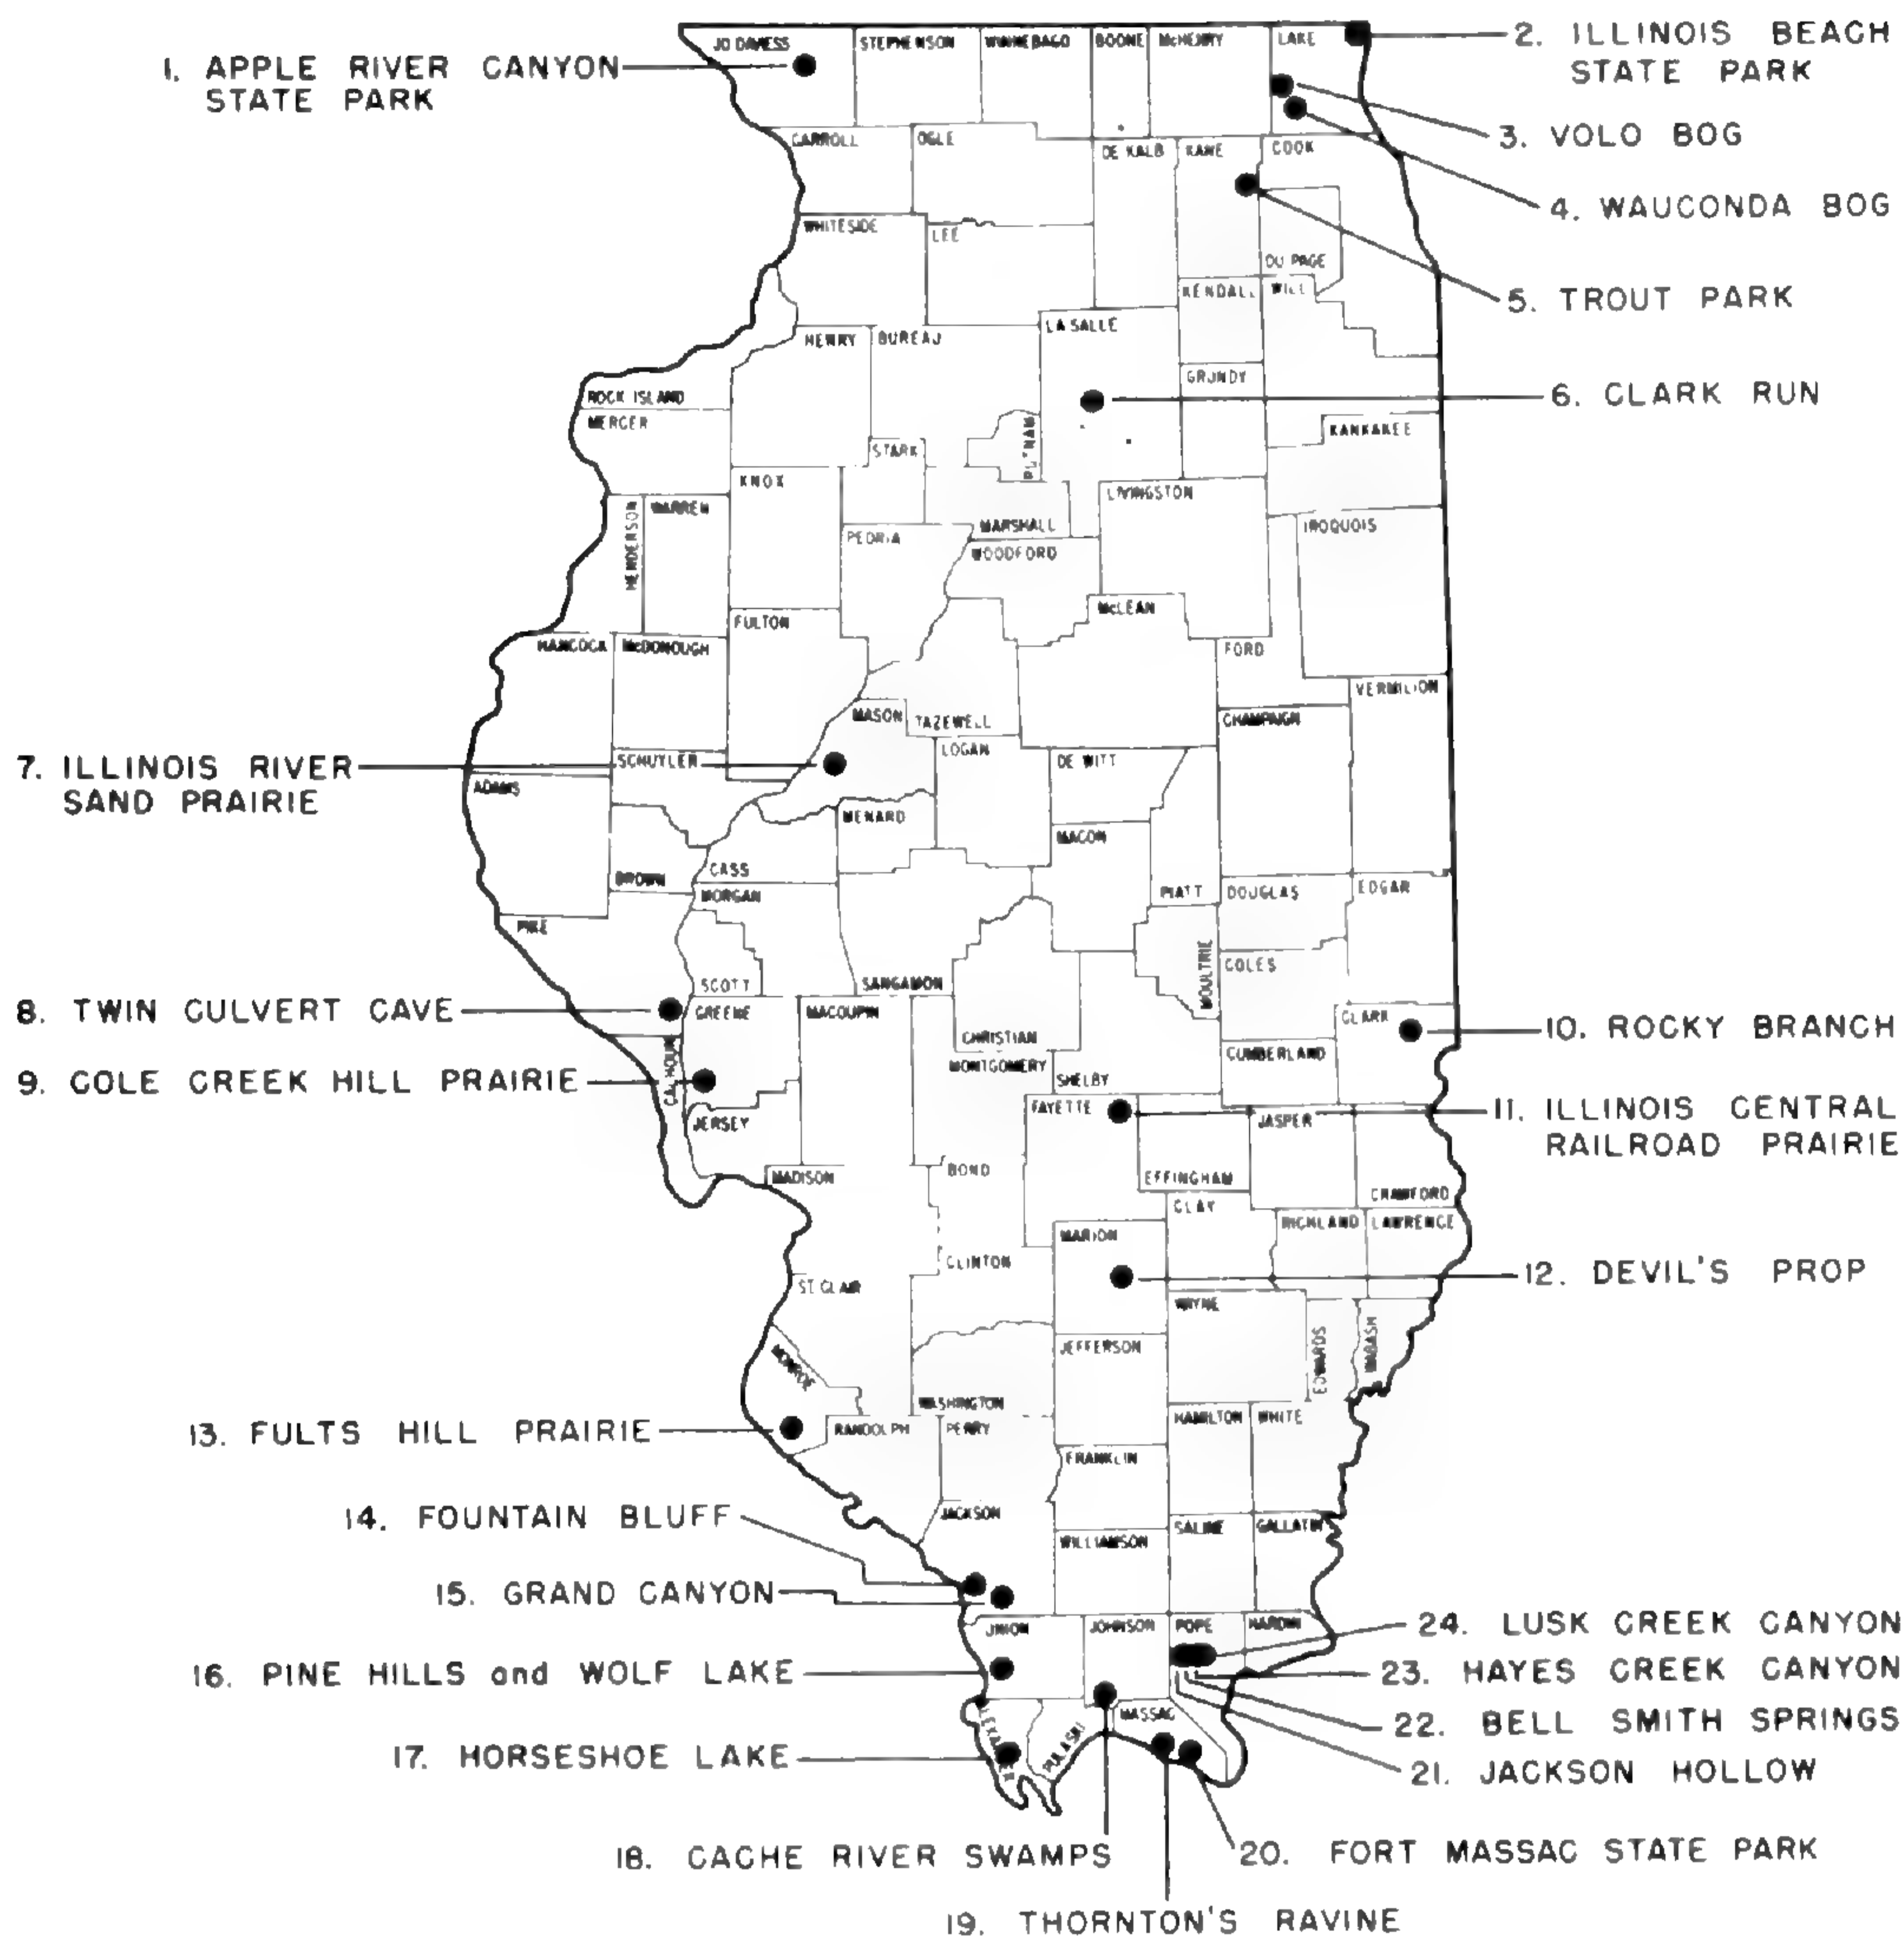 JO DAVIESS
STEPHENSON
WINNEBAGO
BOONE
McHENRY
LAKE
2. ILLINOIS BEACH
STATE PARK
1. APPLE RIVER CANYON
STATE PARK
3. VOLO BOG
CARROLL
OGLE
DE KALB
KANE
COOK
4. WAUCONDA BOG
WHITESIDE
LEE
DU PAGE
KENDALL
WILL
5. TROUT PARK
HENRY
BUREAU
LA SALLE
GRUNDY
6. CLARK RUN
ROCK ISLAND
MERCER
KANKAKEE
STARK
PUTNAM
KNOX
LIVINGSTON
HENDERSON
WARREN
MARSHALL
IROQUOIS
PEORIA
WOODFORD
McLEAN
FULTON
HANCOCK
McDONOUGH
FORD
VERMILION
MASON
TAZEWELL
CHAMPAIGN
LOGAN
DE WITT
7. ILLINOIS RIVER
SAND PRAIRIE
SCHUYLER
ADAMS
MENARD
MACON
CASS
BROWN
MORGAN
PIATT
DOUGLAS
EDGAR
PIKE
MOULTRIE
COLES
SCOTT
SANGAMON
8. TWIN CULVERT CAVE
GREENE
MACOUPIN
CLARK
10. ROCKY BRANCH
CHRISTIAN
CUMBERLAND
MONTGOMERY
SHELBY
9. COLE CREEK HILL PRAIRIE
CALHOUN
FAYETTE
JASPER
11. ILLINOIS CENTRAL
RAILROAD PRAIRIE
JERSEY
MADISON
BOND
EFFINGHAM
CRAWFORD
CLAY
RICHLAND
LAWRENCE
MARION
CLINTON
12. DEVIL'S PROP
ST. CLAIR
WAYNE
EDWARDS
WABASH
JEFFERSON
MONROE
WASHINGTON
HAMILTON
WHITE
13. FULTS HILL PRAIRIE
RANDOLPH
PERRY
FRANKLIN
14. FOUNTAIN BLUFF
JACKSON
SALINE
GALLATIN
WILLIAMSON
15. GRAND CANYON
UNION
JOHNSON
POPE
HARDIN
24. LUSK CREEK CANYON
16. PINE HILLS and WOLF LAKE
23. HAYES CREEK CANYON
MASSAC
22. BELL SMITH SPRINGS
PULASKI
17. HORSESHOE LAKE
21. JACKSON HOLLOW
18. CACHE RIVER SWAMPS
20. FORT MASSAC STATE PARK
19. THORNTON'S RAVINE